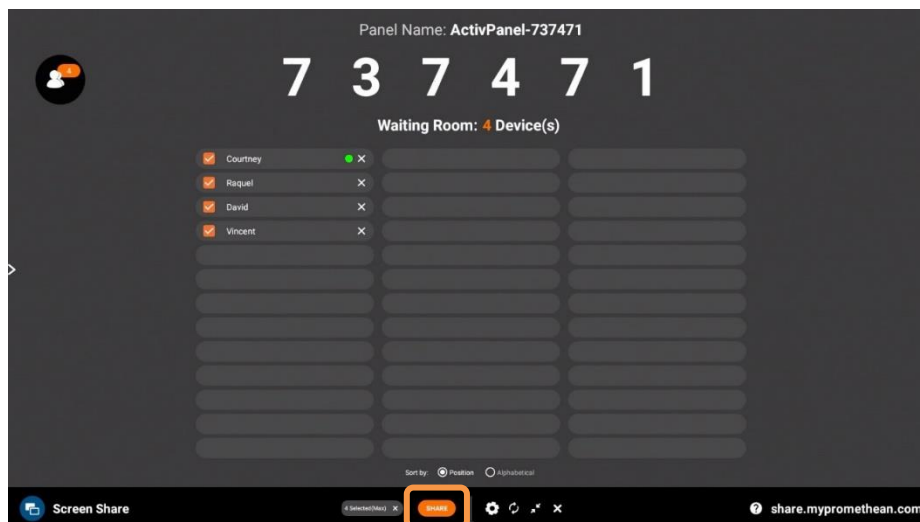 Panel Name: ActivPanel-737471
4
7 3 7 4 7 1
Waiting Room: 4 Device(s)
Courtney
Raquel
David
Vincent
Sort by: Position Alphabetical
Screen Share
4 Selected(Max) X
SHARE
? share.mypromethean.com